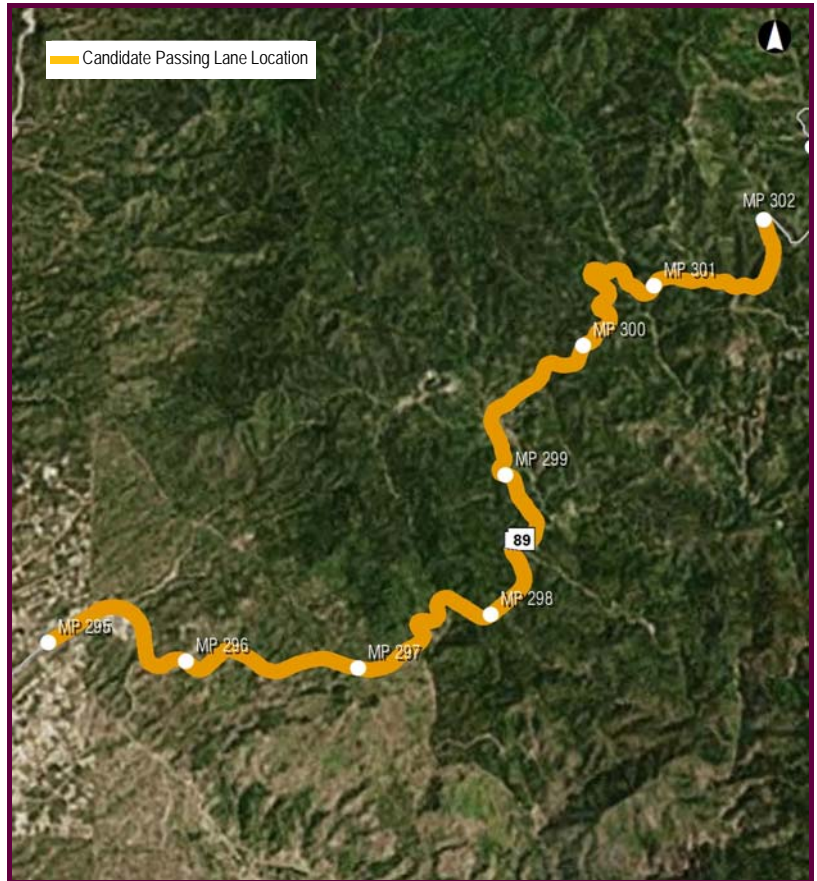 Candidate Passing Lane Location
MP 302
MP 301
MP 300
MP 299
89
MP 298
MP 295
MP 296
MP 297